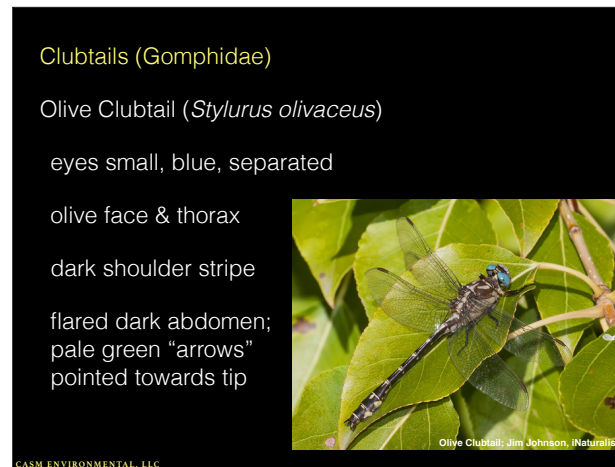 Clubtails (Gomphidae)
Olive Clubtail (Stylurus olivaceus)
eyes small, blue, separated
olive face & thorax
dark shoulder stripe
flared dark abdomen;
pale green “arrows”
pointed towards tip
Olive Clubtail; Jim Johnson, iNaturalis
CASM ENVIRONMENTAL, LLC